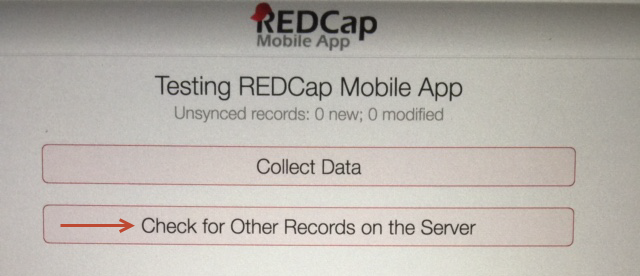 REDCap
Mobile App
Testing REDCap Mobile App
Unsynced records: 0 new; 0 modified
Collect Data
Check for Other Records on the Server